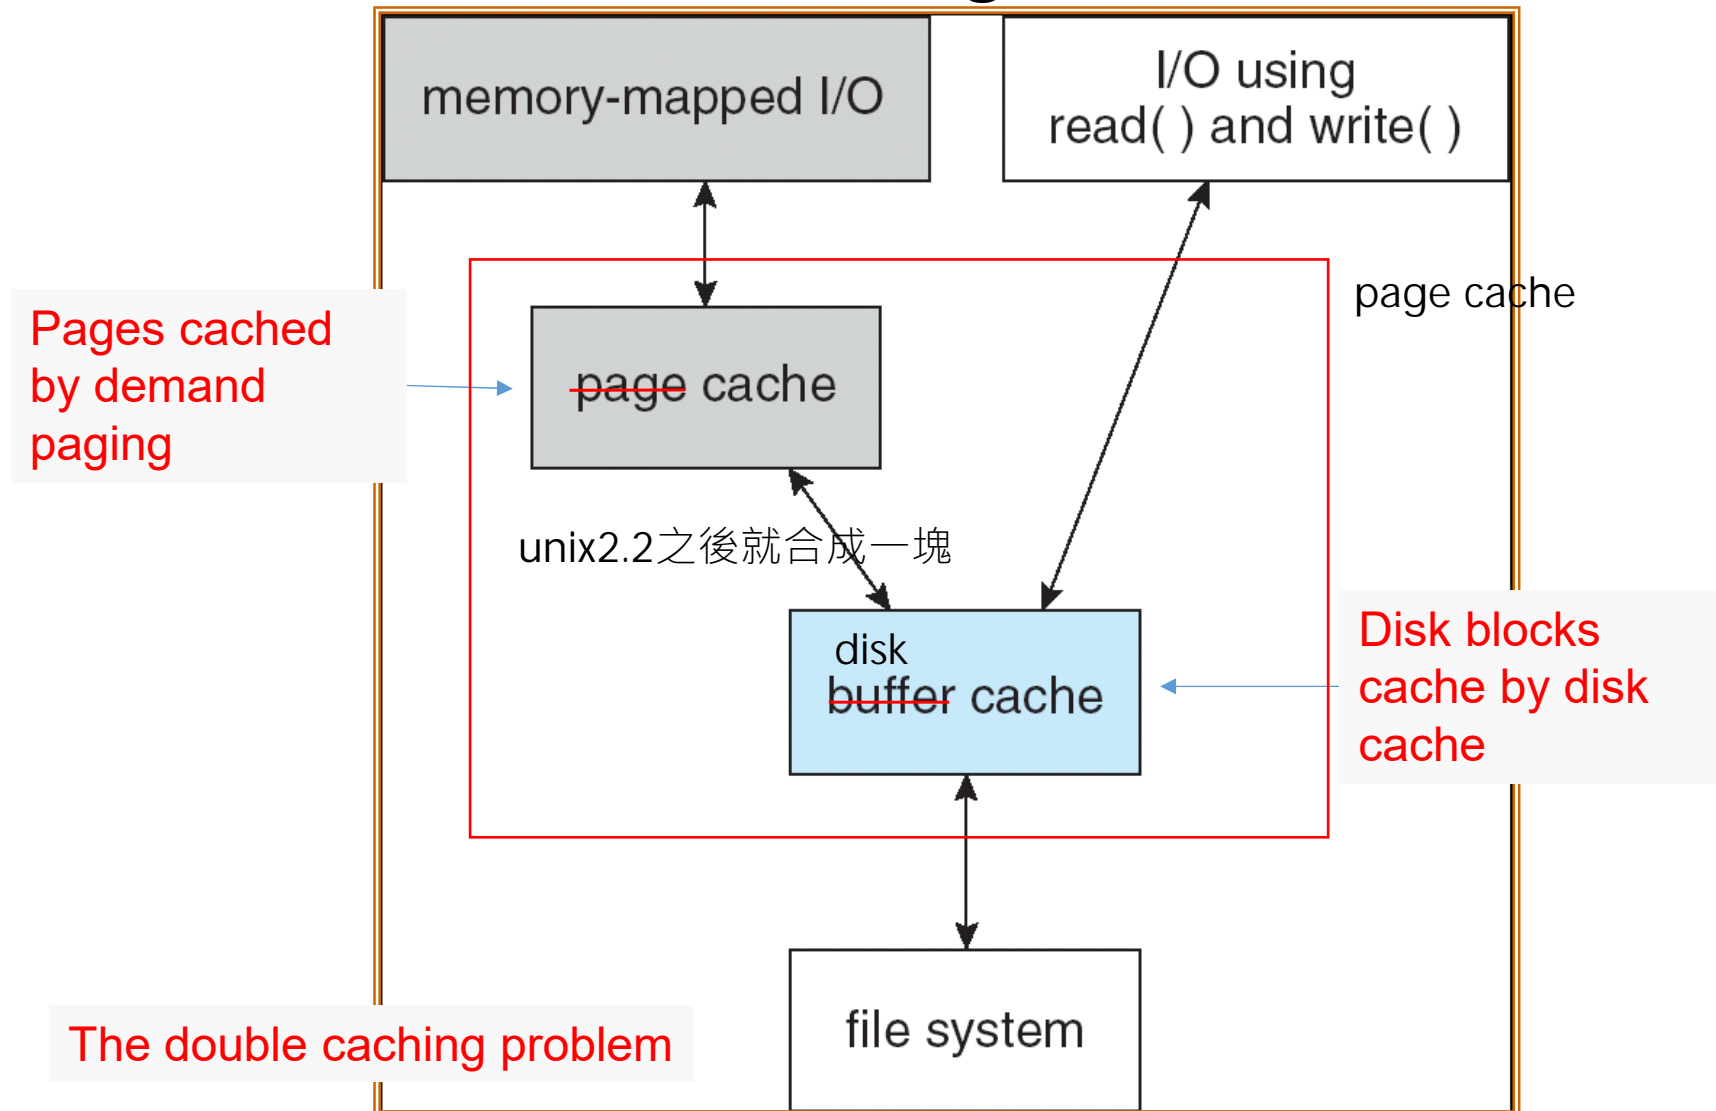 memory-mapped I/O
I/O using
read( ) and write( )
page cache
Pages cached
by demand
paging
page cache
unix2.2之後就合成一塊
disk
buffer cache
Disk blocks
cache by disk
cache
file system
The double caching problem